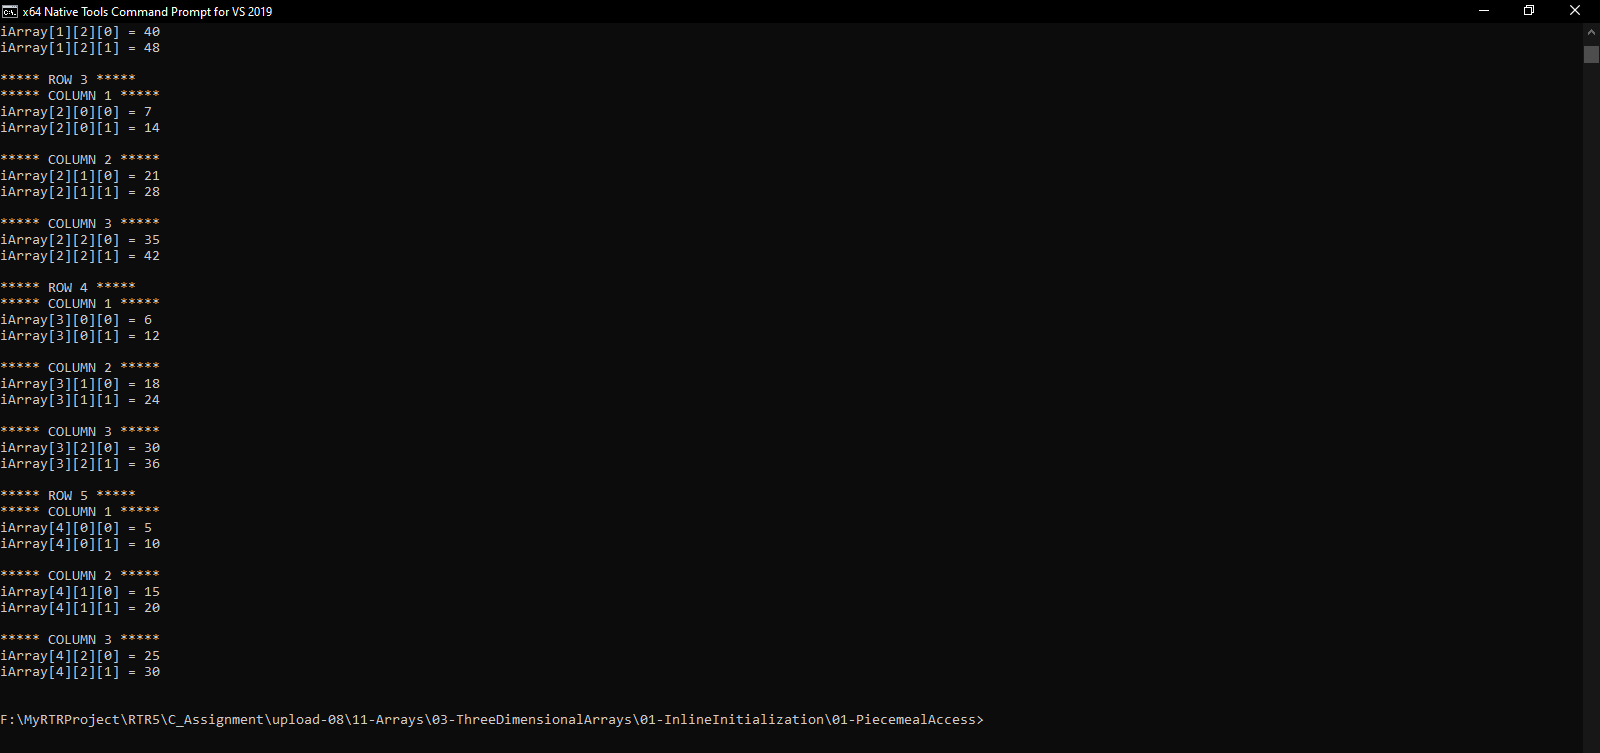 x64 Native Tools Command Prompt for VS 2019
iArray[1][2][0] = 40
iArray[1][2][1] = 48
***** ROW 3 *****
***** COLUMN 1 *****
iArray[2][0][0] = 7
iArray[2][0][1] = 14
***** COLUMN 2 *****
iArray[2][1][0] = 21
iArray[2][1][1] = 28
***** COLUMN 3 *****
iArray[2][2][0] = 35
iArray[2][2][1] = 42
***** ROW 4 *****
***** COLUMN 1 *****
iArray[3][0][0] = 6
iArray[3][0][1] = 12
***** COLUMN 2 *****
iArray[3][1][0] = 18
iArray[3][1][1] = 24
***** COLUMN 3 *****
iArray[3][2][0] = 30
iArray[3][2][1] = 36
***** ROW 5 *****
***** COLUMN 1 *****
iArray[4][0][0] = 5
iArray[4][0][1] = 10
***** COLUMN 2 *****
iArray[4][1][0] = 15
iArray[4][1][1] = 20
***** COLUMN 3 *****
iArray[4][2][0] = 25
iArray[4][2][1] = 30
F:\MyRTRProject\RTR5\C_Assignment\upload-08\11-Arrays\03-ThreeDimensionalArrays\01-InlineInitialization\01-PiecemealAccess>